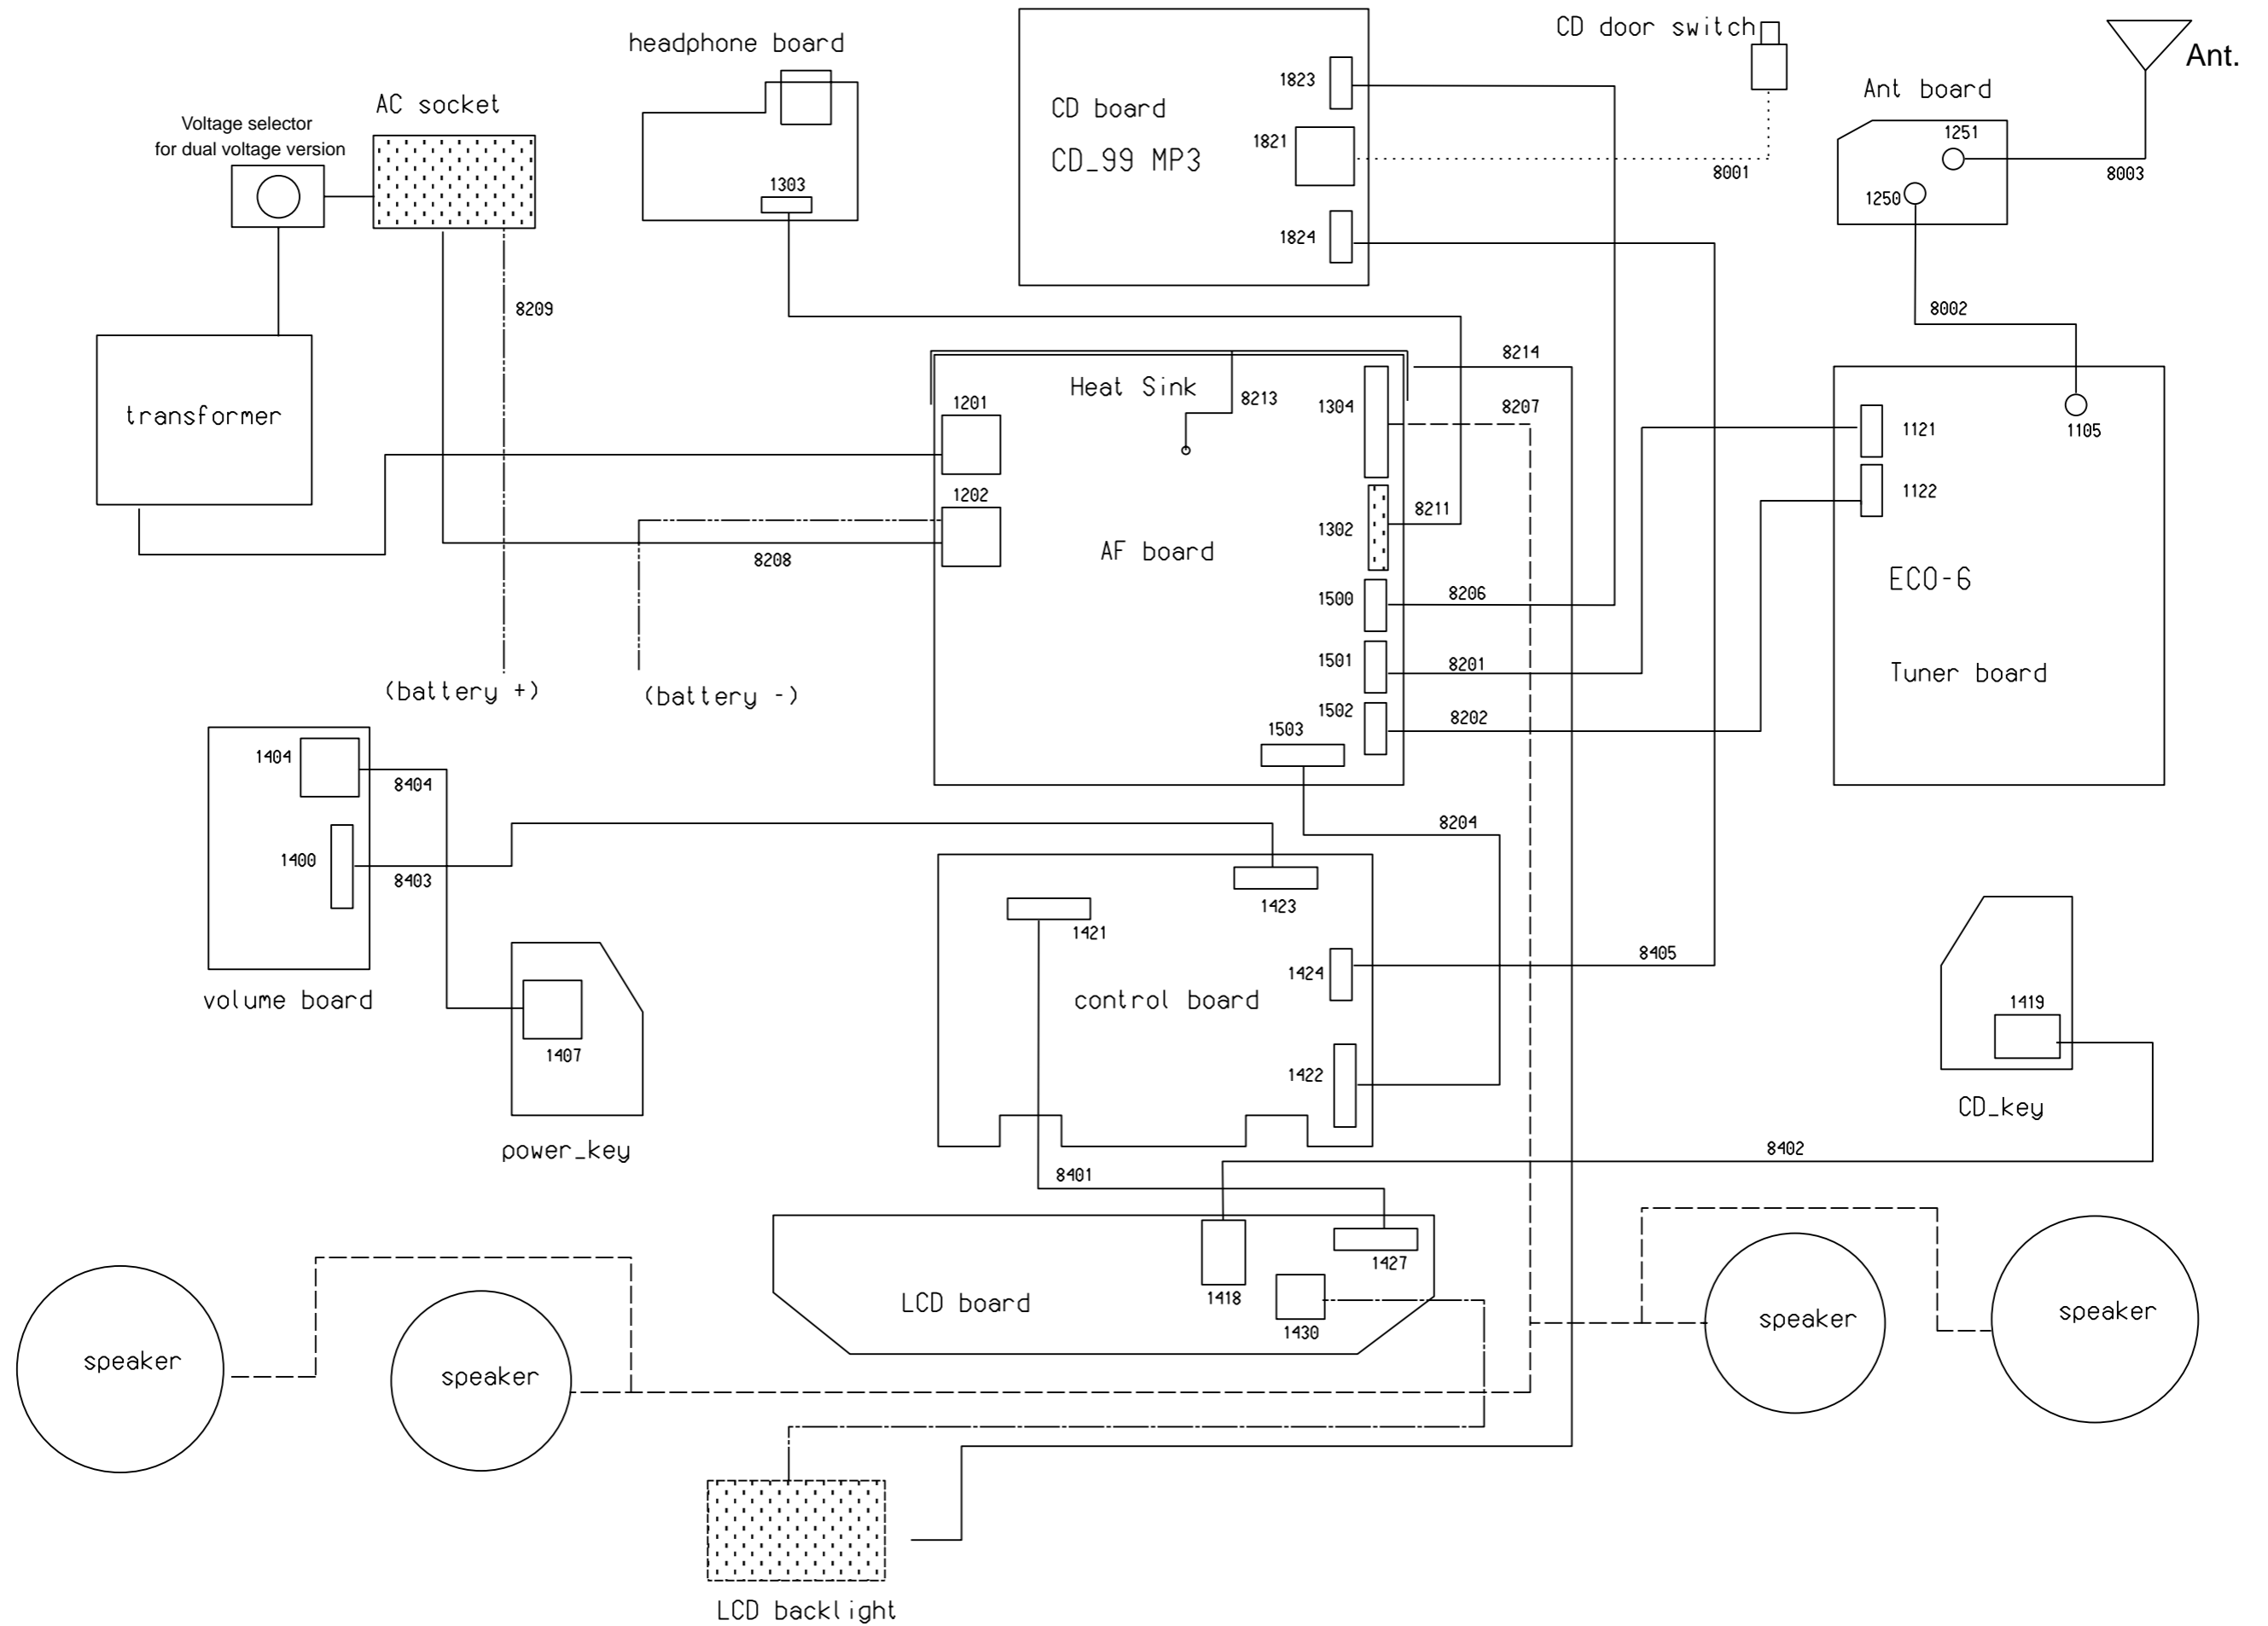 headphone board
CD door switch
Ant.
Ant board
AC socket
Voltage selector
for dual voltage version
1823
CD board
1821
CD_99 MP3
1824
1303
8001
1251
1250
8003
8002
8209
transformer
Heat Sink
8213
1201
1202
1304
8214
8207
1302
8211
AF board
8208
1500
8206
1501
8201
1502
8202
1503
1121
1105
1122
ECO-6
Tuner board
(battery +)
(battery -)
1404
8404
1400
8403
volume board
8204
1423
1421
1424
8405
control board
1422
1407
power_key
1419
CD_key
8402
8401
1427
1418
LCD board
1430
speaker
speaker
speaker
speaker
LCD backlight